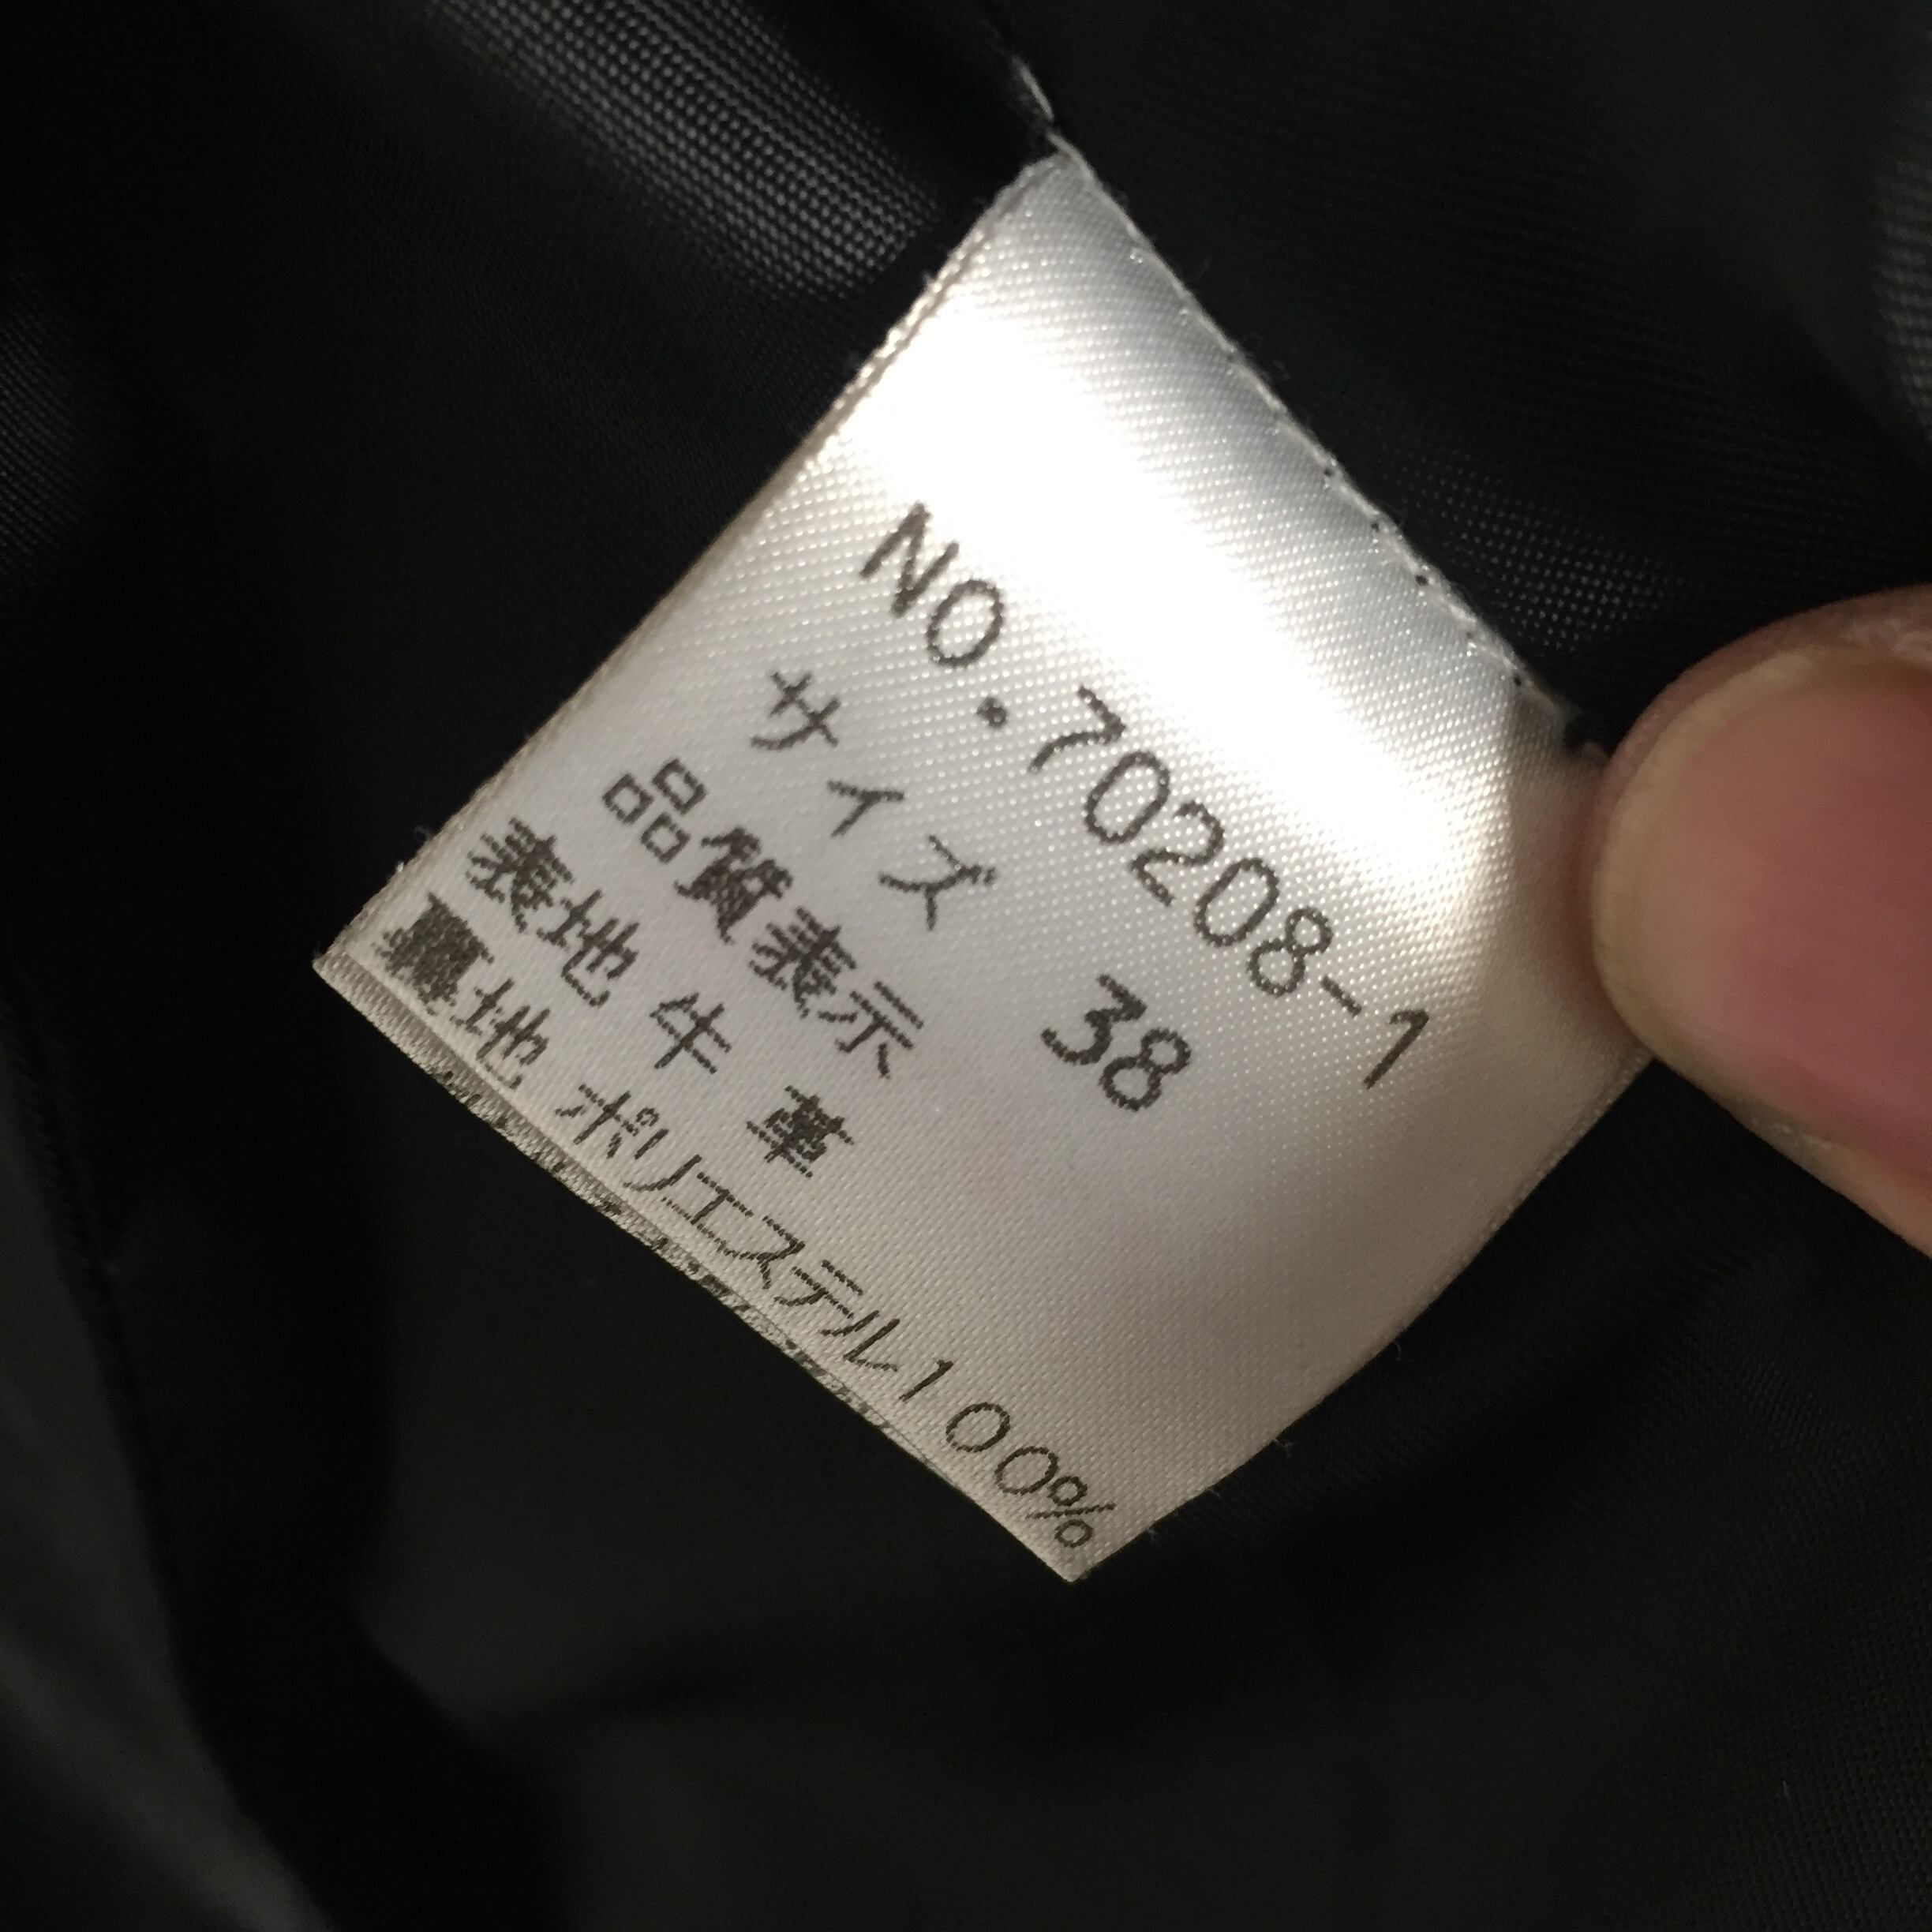 NO.70208-1
サイズ 38
品質表示
表地 牛 革
裏地 ポリエステル100%